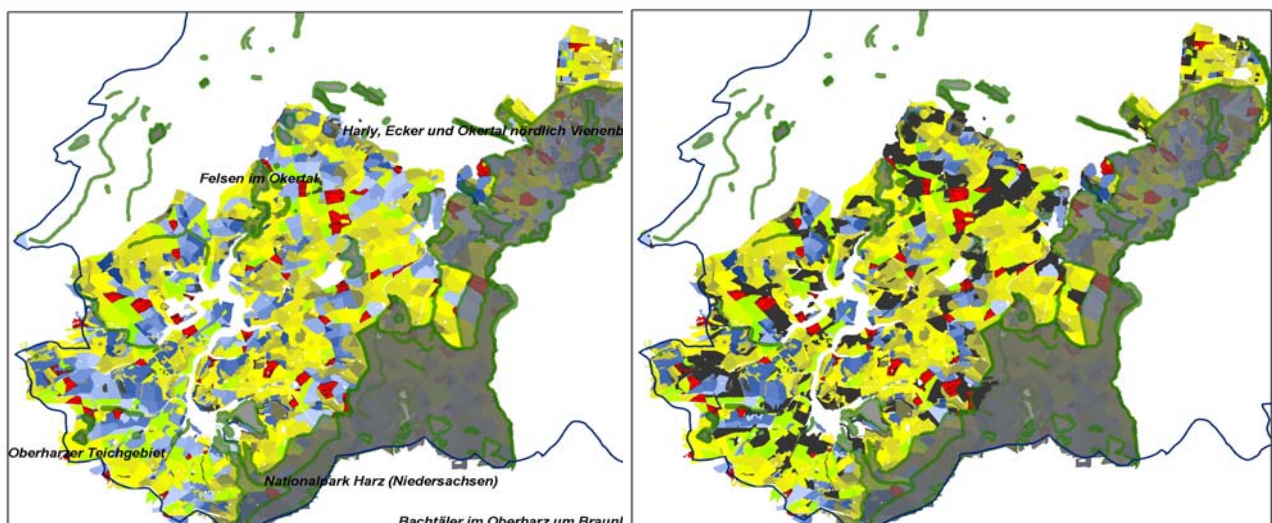 Harly, Ecker und Okertal nördlich Vienenb
Felsen im Okertal
Oberharzer Teichgebiet
Nationalpark Harz (Niedersachsen)
Bachtäler im Oberharz um Braunl